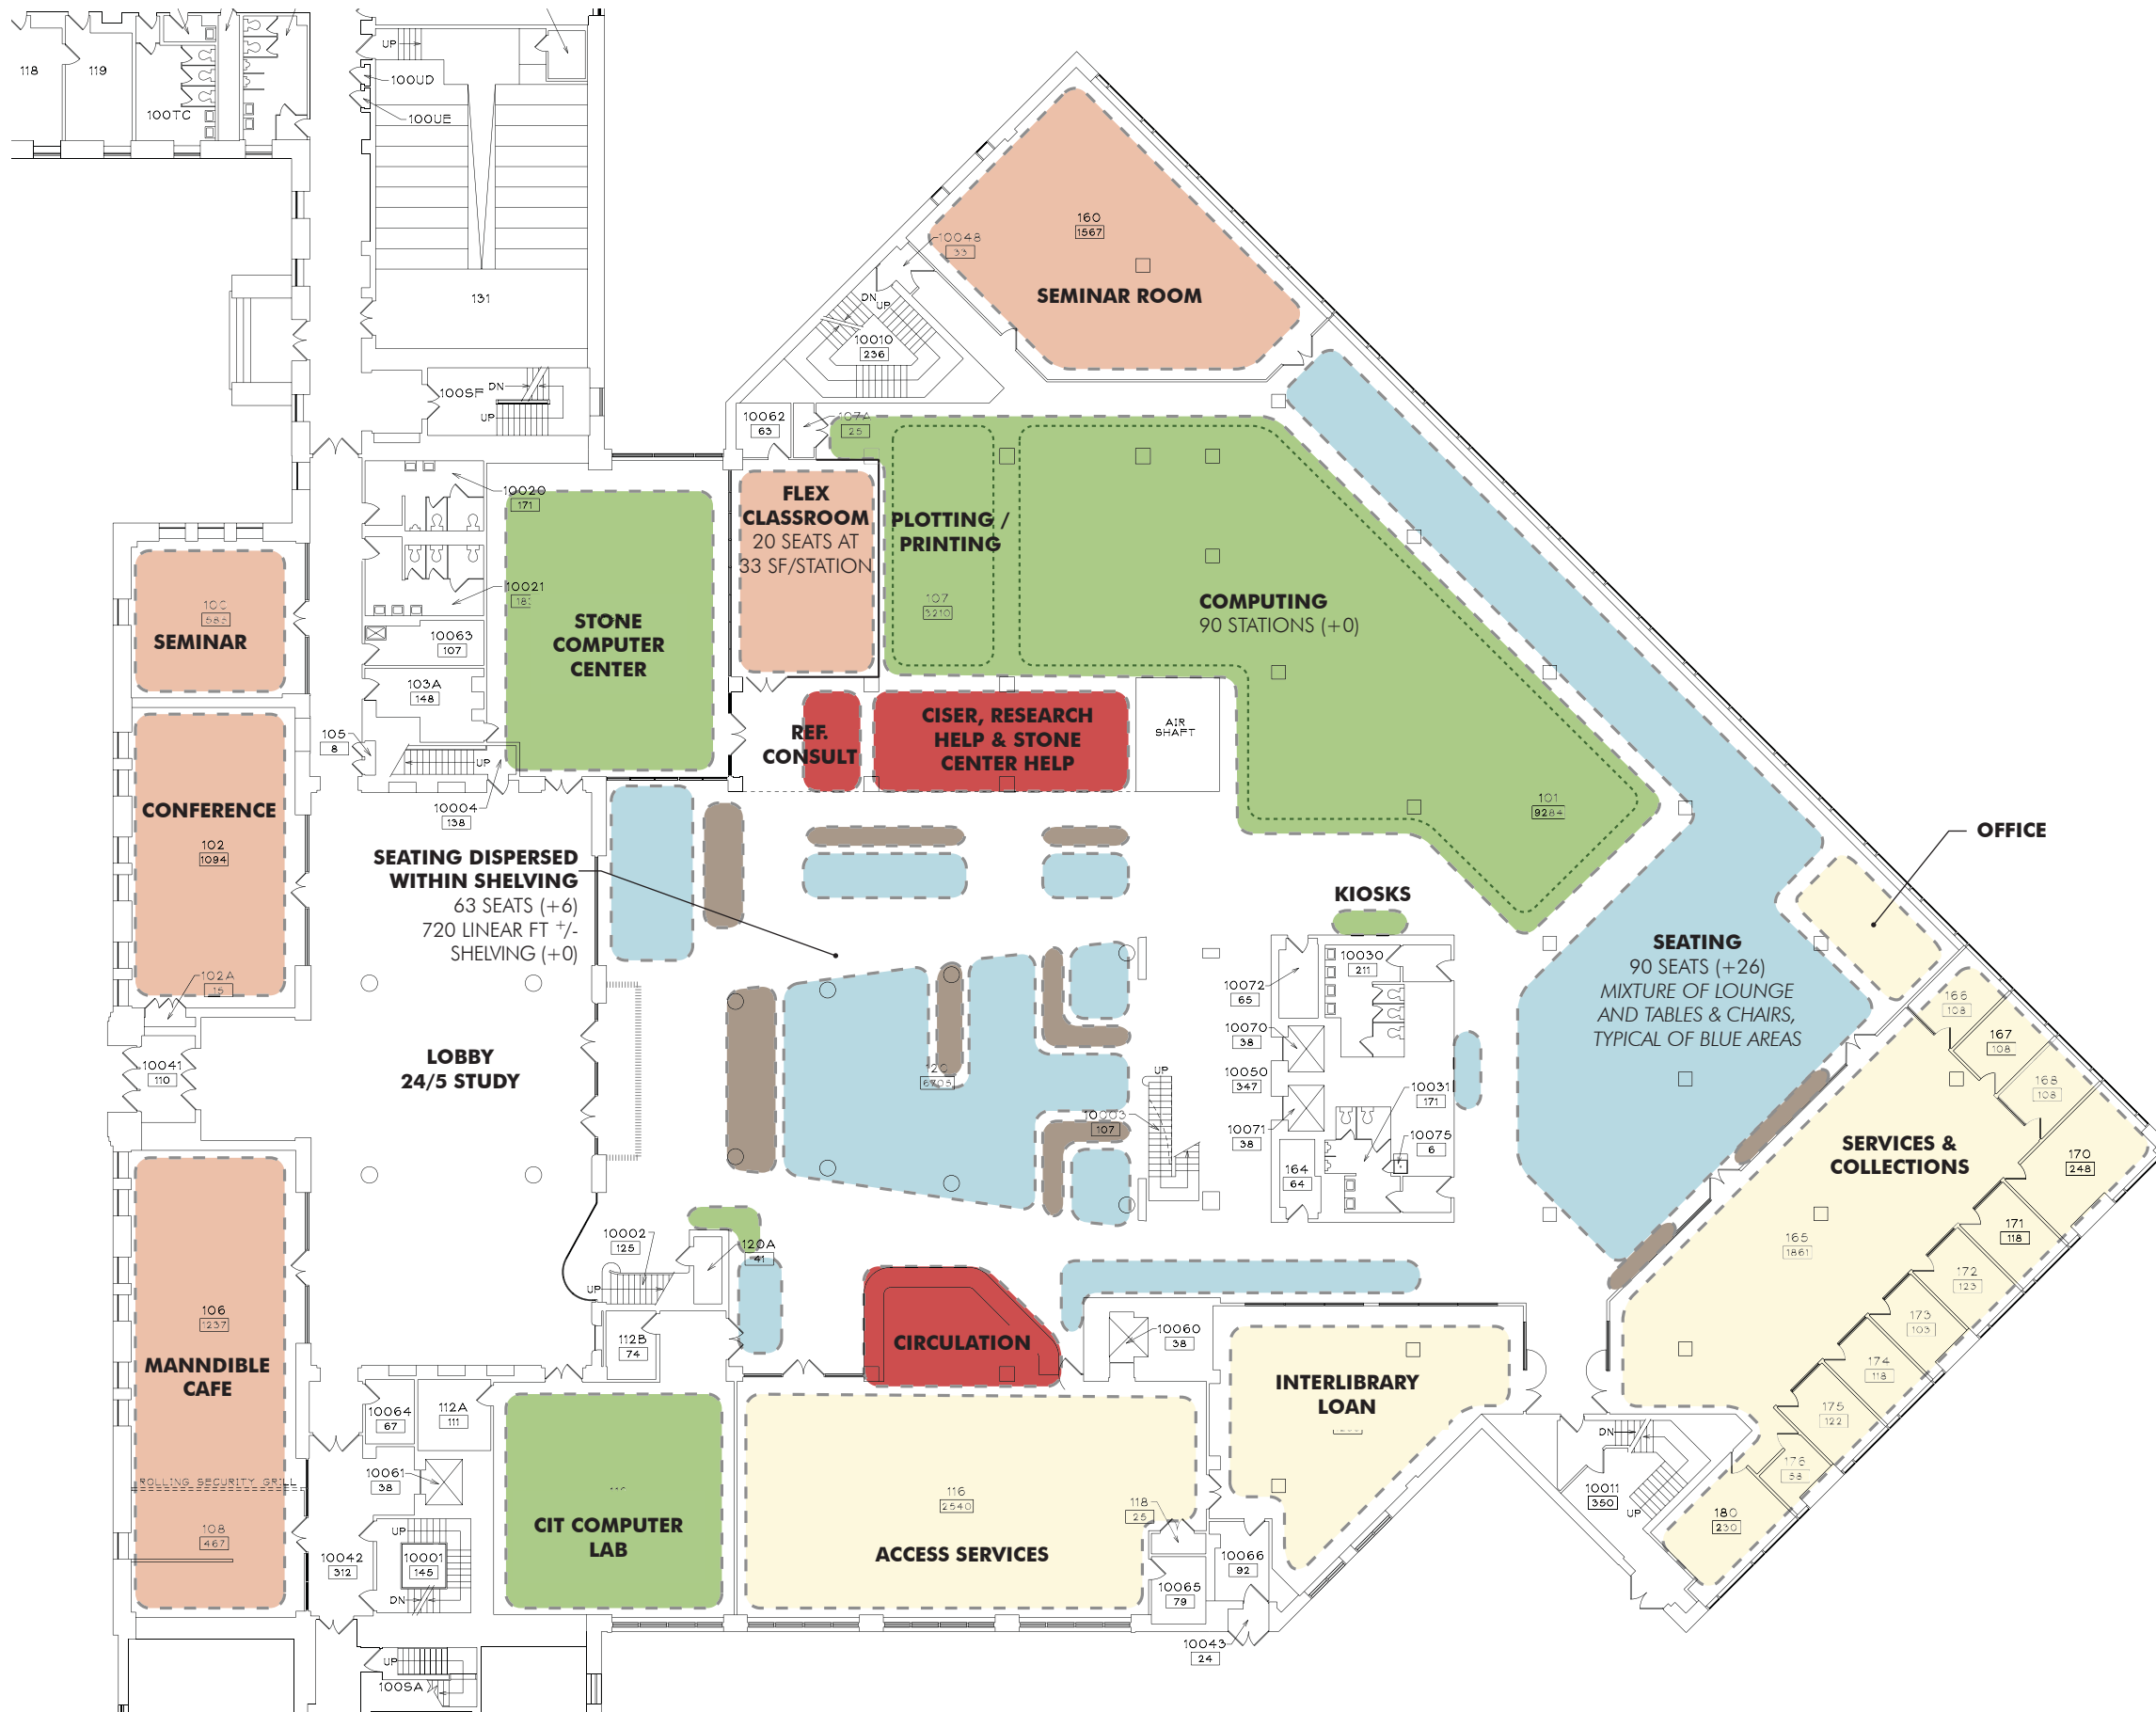 118
119
100TC
UP
100UD
100UE
131
100SF
DN
UP
160
1567
SEMINAR ROOM
10048
33
DN
UP
10010
236
10062
63
107A
25
10020
171
10021
10063
107
103A
148
105
8
UP
10004
138
STONE
COMPUTER
CENTER
FLEX
CLASSROOM
20 SEATS AT
33 SF/STATION
PLOTTING /
PRINTING
107
3210
COMPUTING
90 STATIONS (+0)
SEMINAR
CONFERENCE
102
1094
102A
15
REF.
CONSULT
CISER, RESEARCH
HELP & STONE
CENTER HELP
AIR
SHAFT
101
9284
OFFICE
SEATING DISPERSED
WITHIN SHELVING
63 SEATS (+6)
720 LINEAR FT +/-
SHELVING (+0)
KIOSKS
SEATING
90 SEATS (+26)
MIXTURE OF LOUNGE
AND TABLES & CHAIRS,
TYPICAL OF BLUE AREAS
10030
211
10072
65
10070
38
10050
347
10071
38
10031
171
10075
6
164
64
LOBBY
24/5 STUDY
10041
110
120
6705
UP
10003
107
166
108
167
108
168
108
170
248
171
118
172
123
173
103
174
118
175
122
176
58
180
230
SERVICES &
COLLECTIONS
165
1861
10002
125
UP
120A
41
112B
74
CIRCULATION
10060
38
INTERLIBRARY
LOAN
106
1237
MANNDIBLE
CAFE
ROLLING SECURITY GRILL
108
467
10064
67
112A
111
10061
38
10042
312
UP
10001
145
DN
CIT COMPUTER
LAB
116
2540
ACCESS SERVICES
118
25
10066
92
10065
79
10043
24
DN
10011
350
UP
UP
100SA